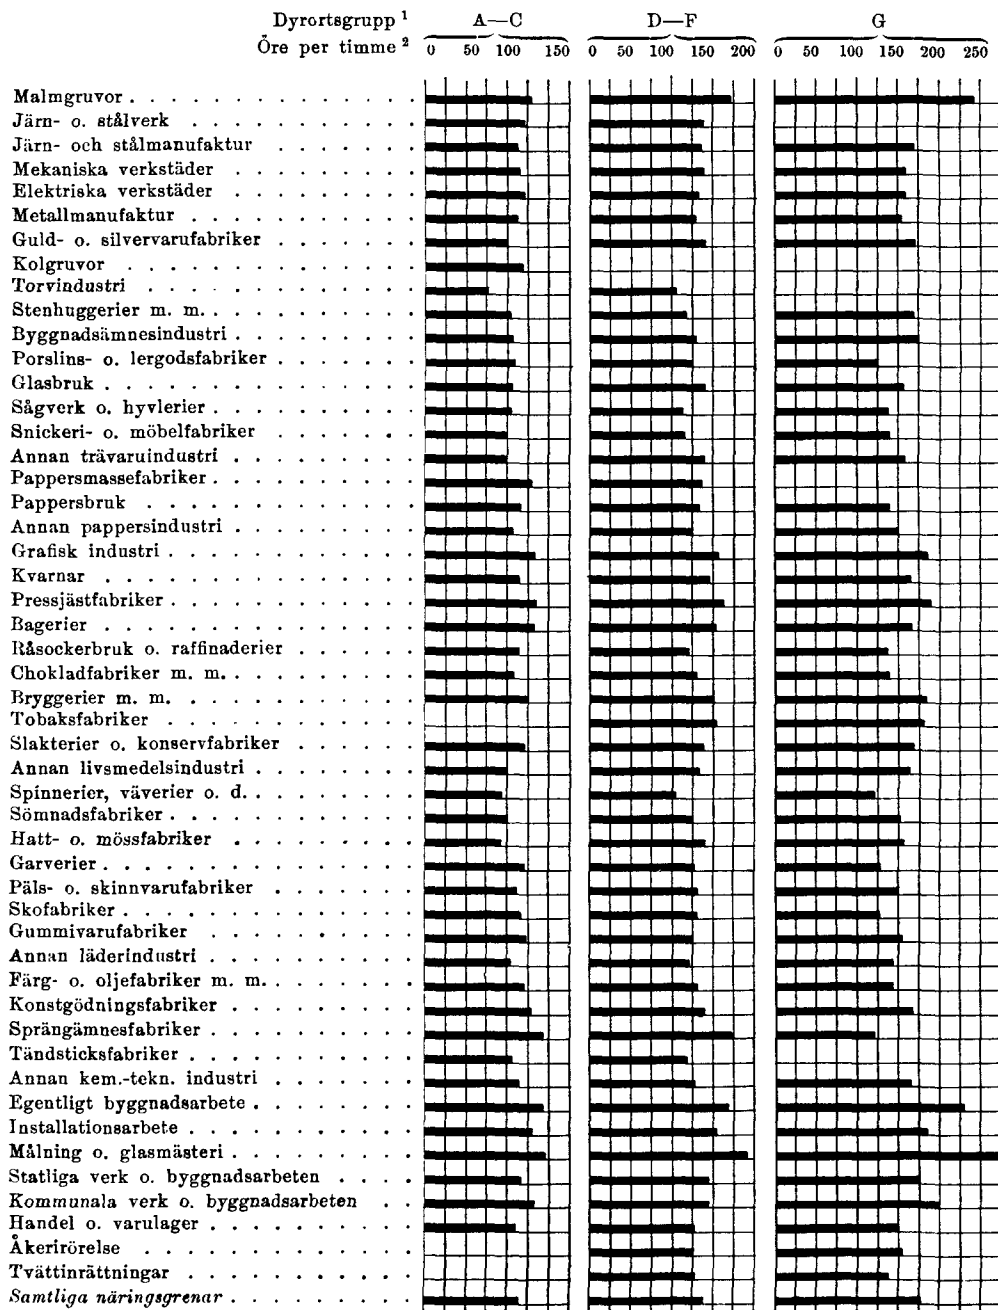 Dyrortsgrupp ¹ A—C D—F G
Öre per timme ² 0 50 100 150 0 50 100 150 200 0 50 100 150 200 250
Malmgruvor
Järn- o. stålverk
Järn- och stålmanufaktur
Mekaniska verkstäder
Elektriska verkstäder
Metallmanufaktur
Guld- o. silvervarufabriker
Kolgruvor
Torvindustri
Stenhuggerier m. m.
Byggnadsämnesindustri
Porslins- o. lergodsfabriker
Glasbruk
Sågverk o. hyvlerier
Snickeri- o. möbelfabriker
Annan trävaruindustri
Pappersmassefabriker
Pappersbruk
Annan pappersindustri
Grafisk industri
Kvarnar
Pressjästfabriker
Bagerier
Råsockerbruk o. raffinaderier
Chokladfabriker m. m.
Bryggerier m. m.
Tobaksfabriker
Slakterier o. konservfabriker
Annan livsmedelsindustri
Spinnerier, väverier o. d.
Sömnadsfabriker
Hatt- o. mössfabriker
Garverier
Päls- o. skinnvarufabriker
Skofabriker
Gummivarufabriker
Annan läderindustri
Färg- o. oljefabriker m. m.
Konstgödningsfabriker
Sprängämnesfabriker
Tändsticksfabriker
Annan kem.-tekn. industri
Egentligt byggnadsarbete
Installationsarbete
Målning o. glasmästeri
Statliga verk o. byggnadsarbeten
Kommunala verk o. byggnadsarbeten
Handel o. varulager
Åkerirörelse
Tvättinrättningar
Samtliga näringsgrenar